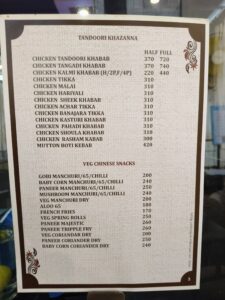 TANDOORI KHAZANNA
HALF FULL
CHICKEN TANDOORI KHABAB - 370 720
CHICKEN TANGADI KHABAB - 370 740
CHICKEN KALMI KHABAB (H/2P,F/4P) - 220 440
CHICKEN TIKKA - 310
CHICKEN MALAI - 310
CHICKEN HARIYALI - 310
CHICKEN SHEEK KHABAB - 310
CHICKEN ACHAR TIKKA - 310
CHICKEN BANAJARA TIKKA - 310
CHICKEN KASTURI KHABAB - 310
CHICKEN PAHADI KHABAB - 310
CHICKEN SHOULA KHABAB - 310
CHICKEN RASHAM KABAB - 300
MUTTON BOTI KEBAB - 420
VEG CHINESE SNACKS
GOBI MANCHURI/65/CHILLI - 200
BABY CORN MANCHURI/65/CHILLI - 240
PANEER MANCHURI/65/CHILLI - 250
MUSHROOM MANCHURI/65/CHILLI - 240
VEG MANCHURI DRY - 200
ALOO 65 - 180
FRENCH FRIES - 170
VEG SPRING ROLLS - 250
PANEER MAJESTIC - 260
PANEER TRIPPLE FRY - 260
VEG CORIANDAR DRY - 200
PANEER CORIANDER DRY - 250
BABY CORN CORIANDER DRY - 240